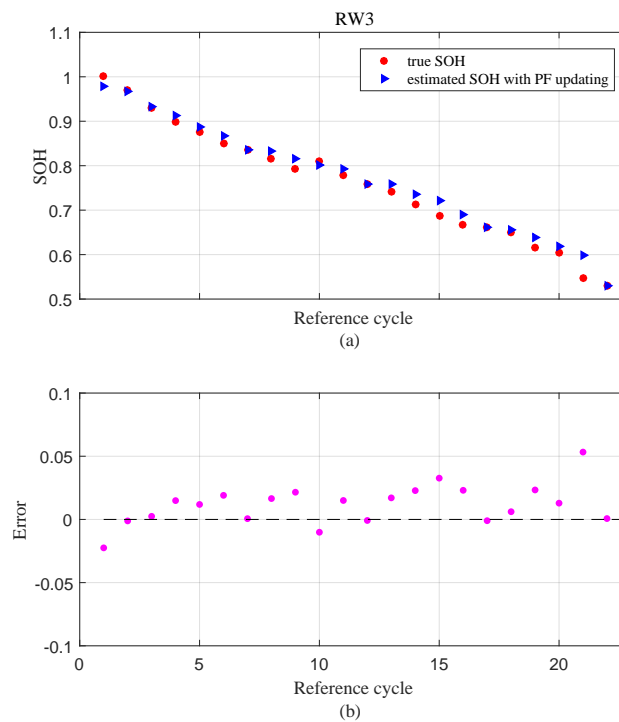 RW3
1.1
1
0.9
0.8
0.7
0.6
0.5
SOH
true SOH
estimated SOH with PF updating
Reference cycle
(a)
0.1
0.05
0
-0.05
-0.1
Error
0 5 10 15 20
Reference cycle
(b)